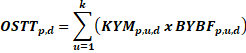 OSTT_{p,d} = \sum_{u=1}^{k} (KYM_{p,u,d} x BYBF_{p,u,d})